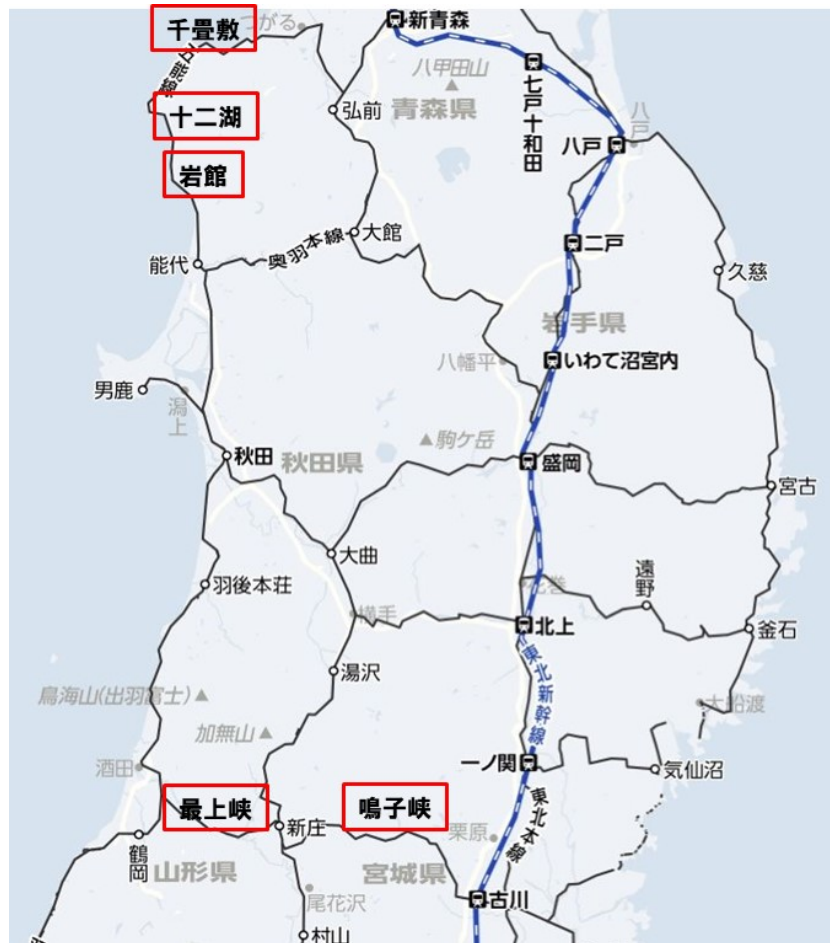 千畳敷
つがる
新青森
八甲田山
七戸十和田
十二湖
弘前
青森県
八戸
八戸
岩館
大館
奥羽本線
二戸
能代
久慈
岩手県
八幡平
いわて沼宮内
男鹿
潟上
駒ケ岳
秋田
秋田県
盛岡
宮古
大曲
羽後本荘
花巻
遠野
横手
北上
釜石
東北新幹線
湯沢
鳥海山(出羽富士)
大船渡
加無山
酒田
一ノ関
気仙沼
最上峡
鳴子峡
新庄
東北本線
栗原
鶴岡
山形県
宮城県
尾花沢
古川
村山